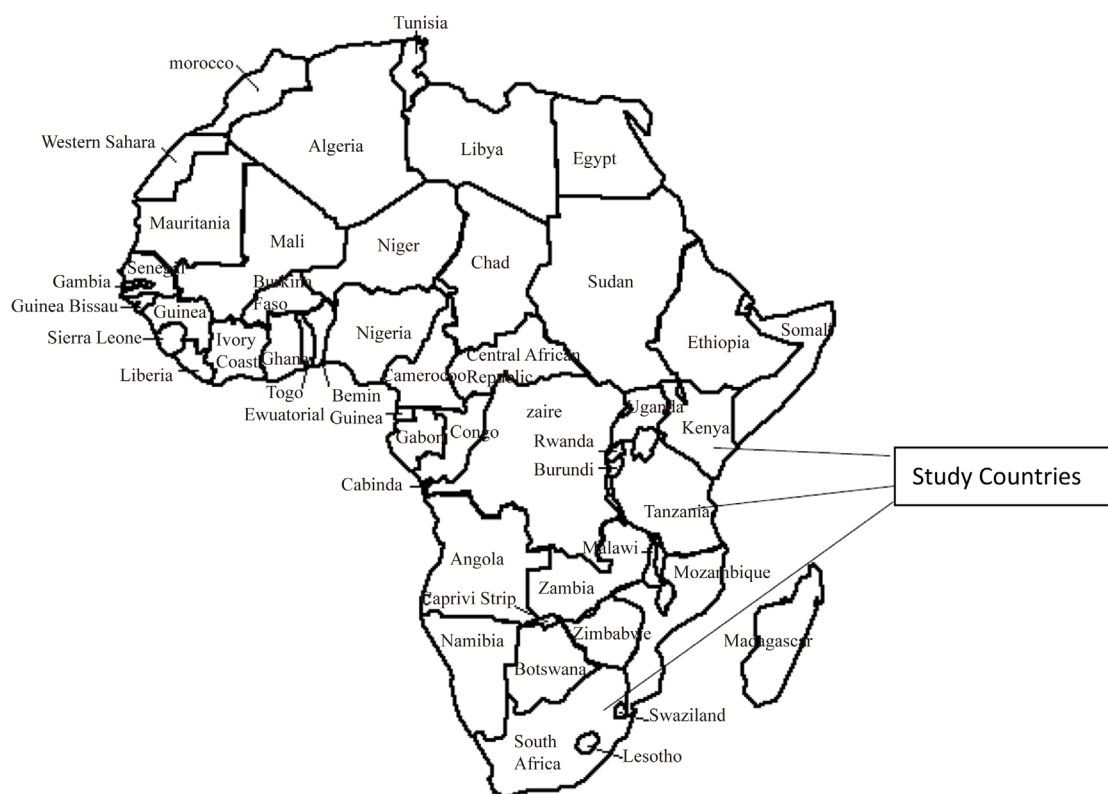 Tunisia
morocco
Western Sahara
Algeria
Libya
Egypt
Mauritania
Mali
Niger
Chad
Sudan
Senegal
Gambia
Guinea Bissau
Guinea
Burkina
Faso
Sierra Leone
Ivory
Coast
Ghana
Nigeria
Ethiopia
Somali
Liberia
Togo
Bemin
Ewuatorial
Guinea
Camerodoo
Central African
Republic
zaire
Uganda
Kenya
Gabon
Congo
Rwanda
Burundi
Study Countries
Cabinda
Tanzania
Angola
Malawi
Zambia
Mozambique
Caprivi Strip
Namibia
Zimbabwe
Botswana
Madagascar
Swaziland
South
Africa
Lesotho